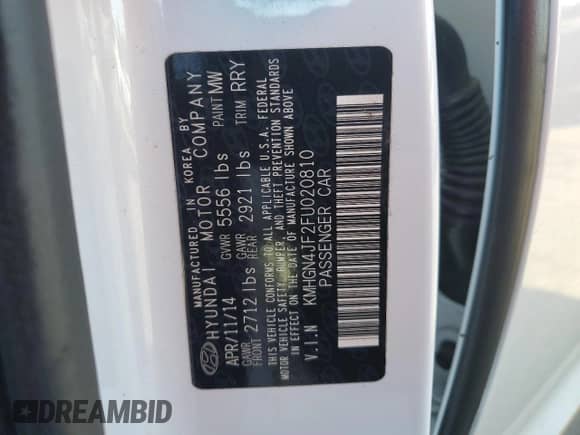 MANUFACTURED IN KOREA BY
HYUNDAI MOTOR COMPANY
APR/11/14 GVWR 5556 lbs PAINT MW
GAWR FRONT 2712 lbs GAWR REAR 2921 lbs TRIM RRY
THIS VEHICLE CONFORMS TO ALL APPLICABLE U.S.A. FEDERAL
MOTOR VEHICLE SAFETY, BUMPER, AND THEFT PREVENTION STANDARDS
IN EFFECT ON THE DATE OF MANUFACTURE SHOWN ABOVE
V.I.N KMHGN4JF2FU020810
PASSENGER CAR
DREAMBID